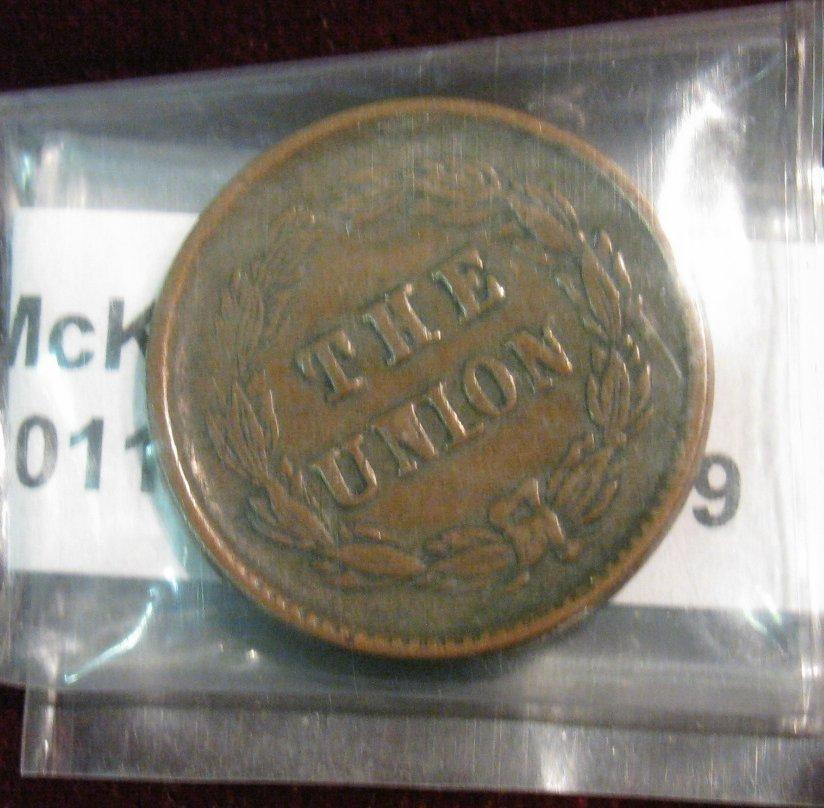 THE
UNION
McK
011
9